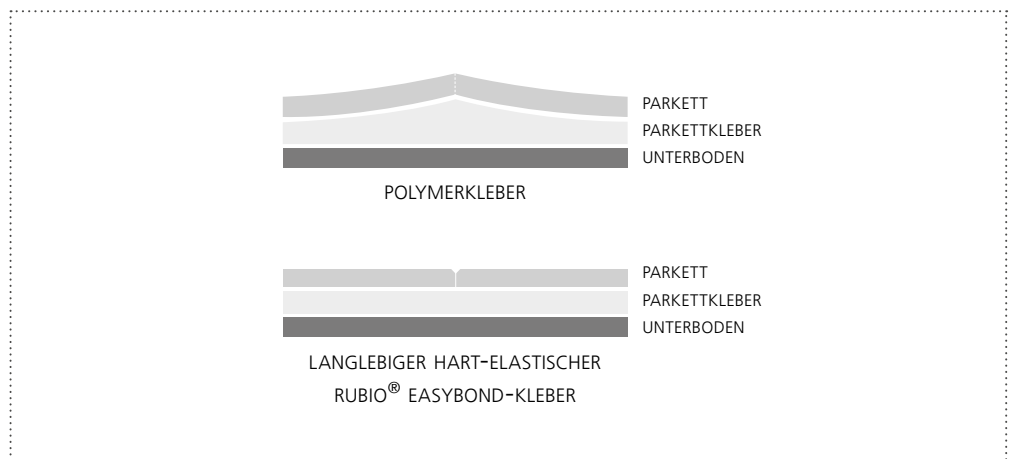 PARKETT
PARKETTKLEBER
UNTERBODEN
POLYMERKLEBER
PARKETT
PARKETTKLEBER
UNTERBODEN
LANGLEBIGER HART-ELASTISCHER
RUBIO® EASYBOND-KLEBER